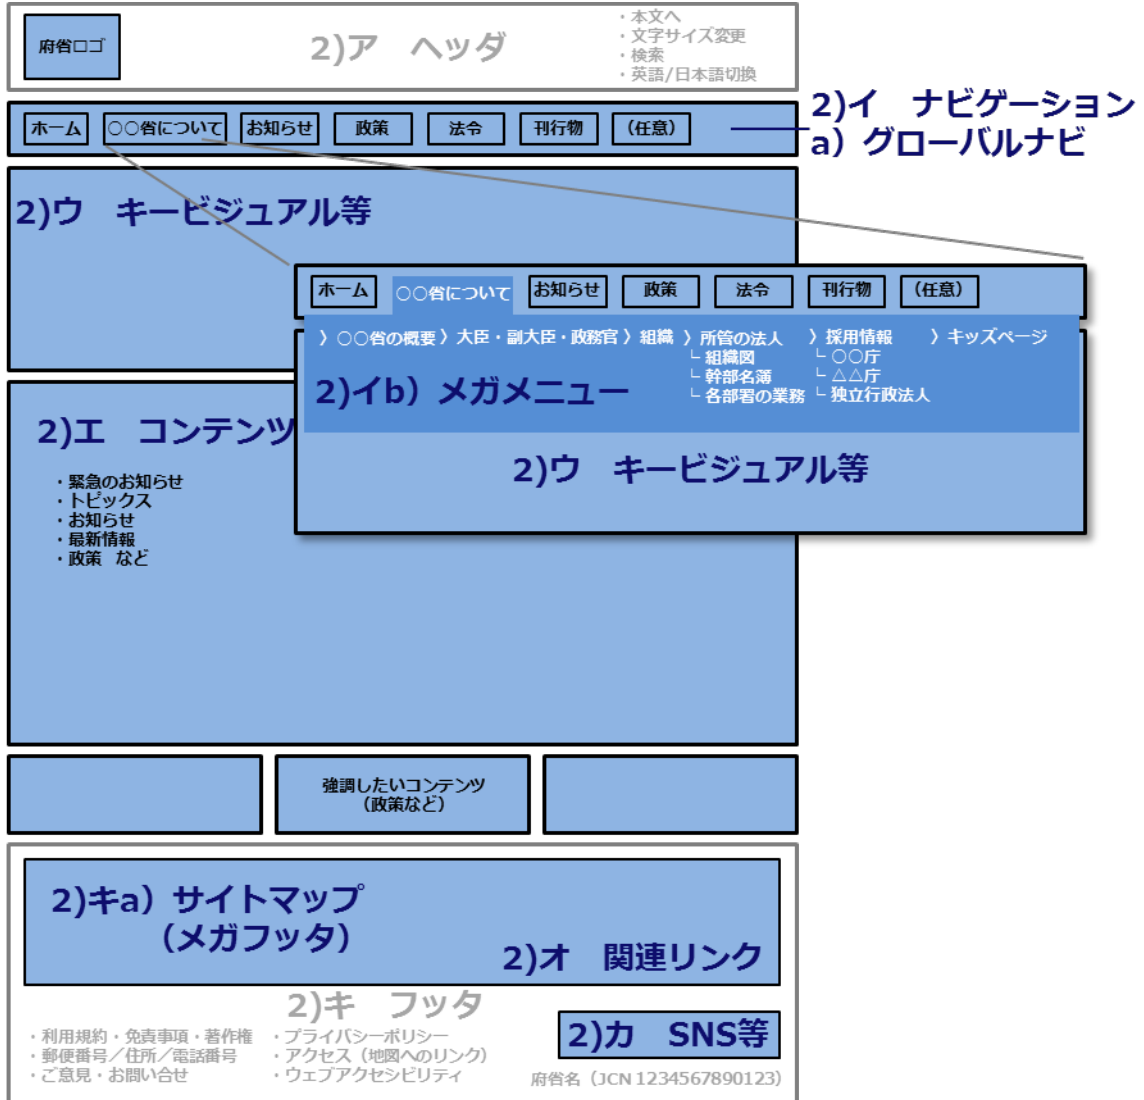 府省ロゴ
2)ア　ヘッダ
・本文へ
・文字サイズ変更
・検索
・英語/日本語切換
ホーム　○○省について　お知らせ　政策　法令　刊行物　（任意）
2)イ　ナビゲーション
a）グローバルナビ
2)ウ　キービジュアル等
ホーム　○○省について　お知らせ　政策　法令　刊行物　（任意）
〉○○省の概要 〉大臣・副大臣・政務官 〉組織 〉所管の法人 〉採用情報 〉キッズページ
└ 組織図　└ ○○庁
└ 幹部名簿　└ △△庁
└ 各部署の業務　└ 独立行政法人
2)イb）メガメニュー
2)ウ　キービジュアル等
2)エ　コンテンツ
・緊急のお知らせ
・トピックス
・お知らせ
・最新情報
・政策　など
強調したいコンテンツ
（政策など）
2)キa）サイトマップ
（メガフッタ）
2)オ　関連リンク
2)キ　フッタ
・利用規約・免責事項・著作権
・郵便番号／住所／電話番号
・ご意見・お問い合せ
・プライバシーポリシー
・アクセス（地図へのリンク）
・ウェブアクセシビリティ
2)カ　SNS等
府省名（JCN 1234567890123）